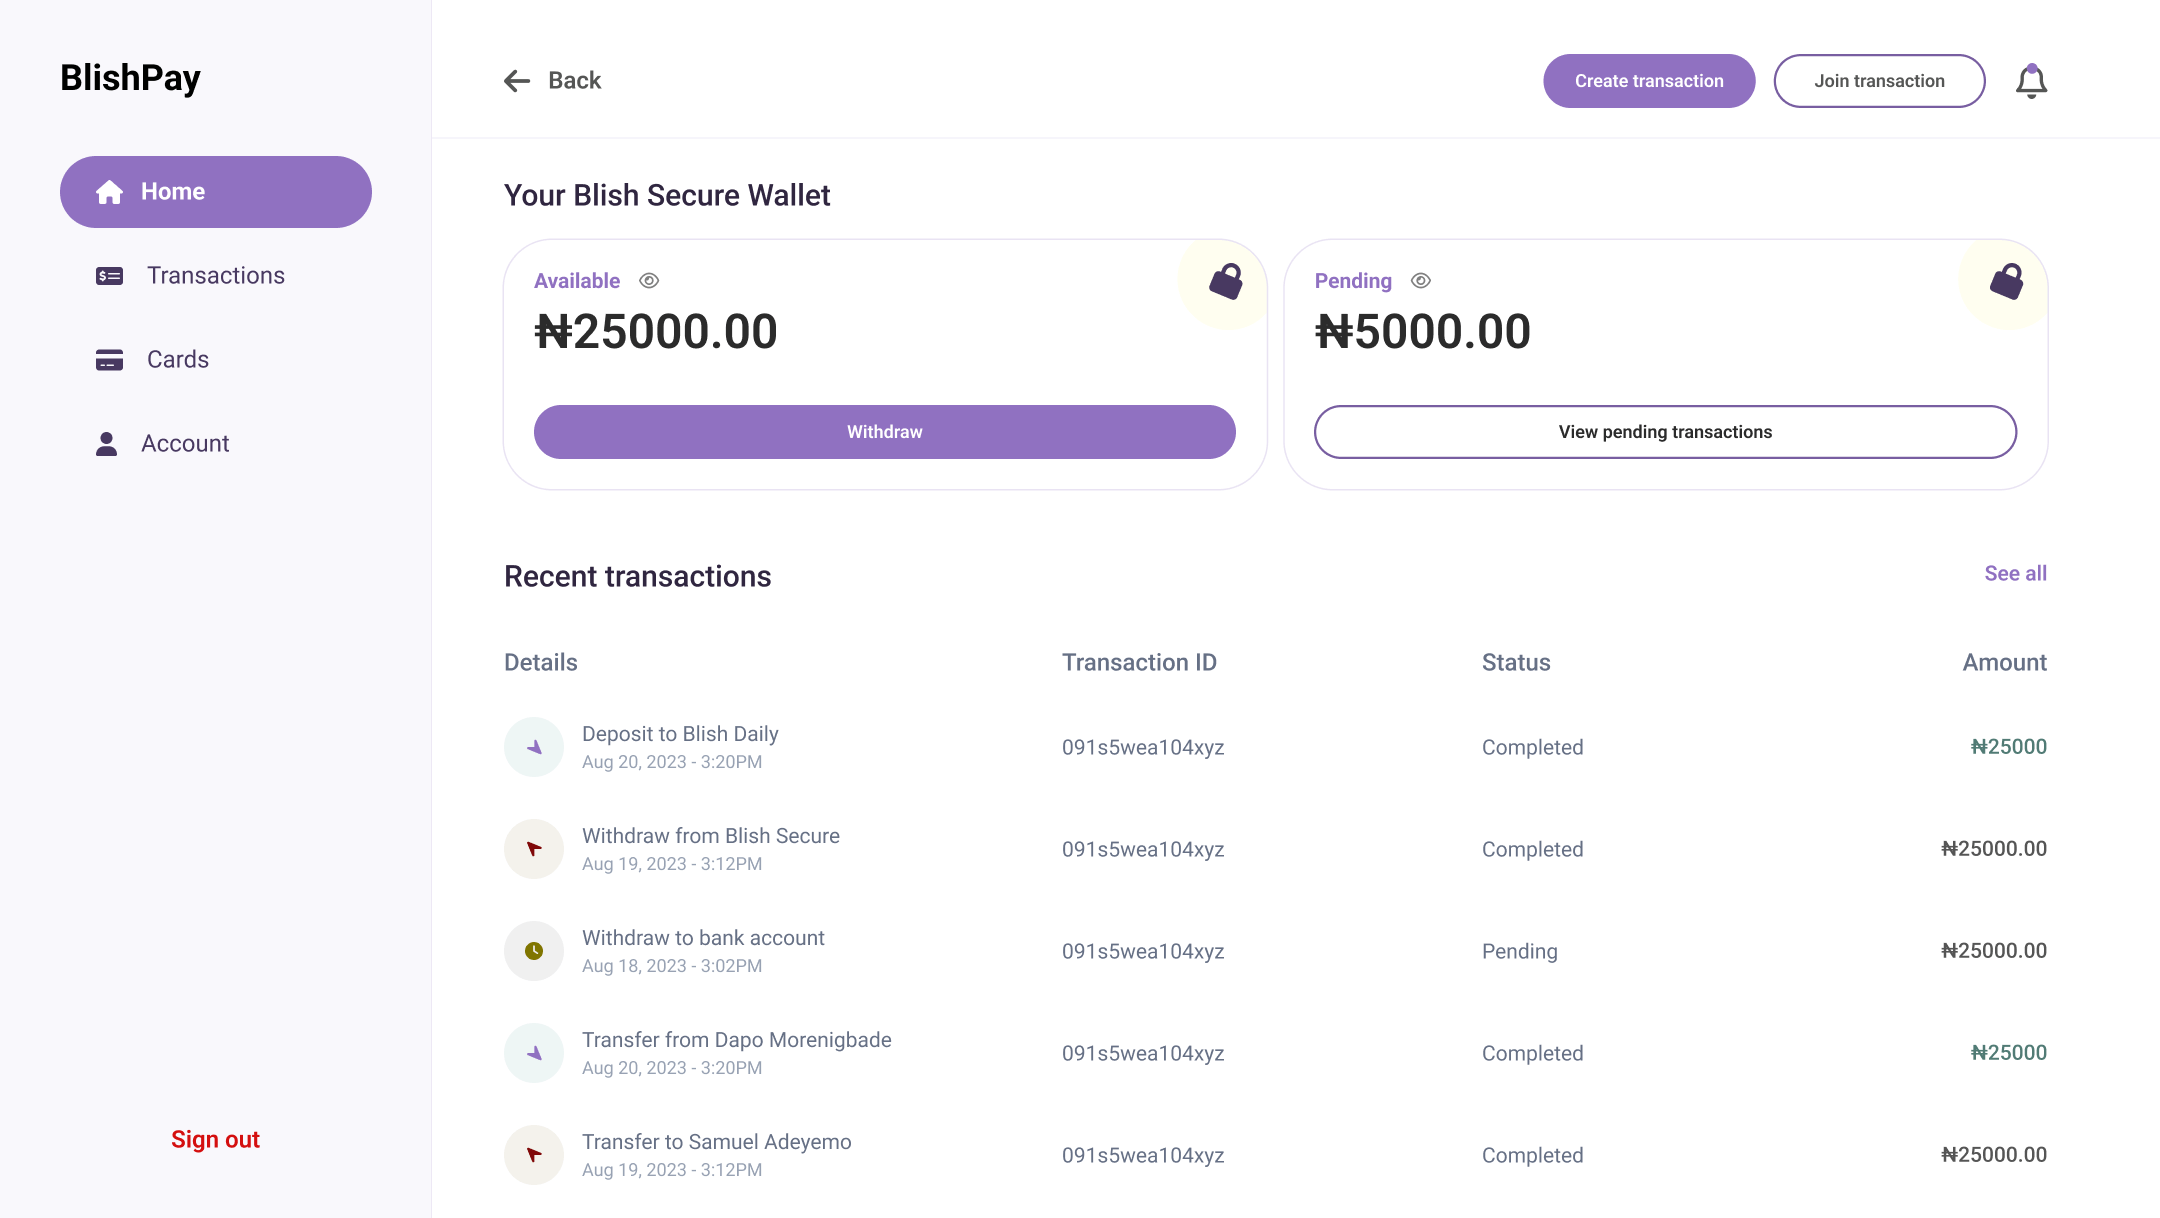 BlishPay
Home
Transactions
Cards
Account
Sign out
Back
Create transaction
Join transaction
Your Blish Secure Wallet
Available
₦25000.00
Withdraw
Pending
₦5000.00
View pending transactions
Recent transactions
See all
Details Transaction ID Status Amount
Deposit to Blish Daily
Aug 20, 2023 - 3:20PM
091s5wea104xyz Completed ₦25000
Withdraw from Blish Secure
Aug 19, 2023 - 3:12PM
091s5wea104xyz Completed ₦25000.00
Withdraw to bank account
Aug 18, 2023 - 3:02PM
091s5wea104xyz Pending ₦25000.00
Transfer from Dapo Morenigbade
Aug 20, 2023 - 3:20PM
091s5wea104xyz Completed ₦25000
Transfer to Samuel Adeyemo
Aug 19, 2023 - 3:12PM
091s5wea104xyz Completed ₦25000.00